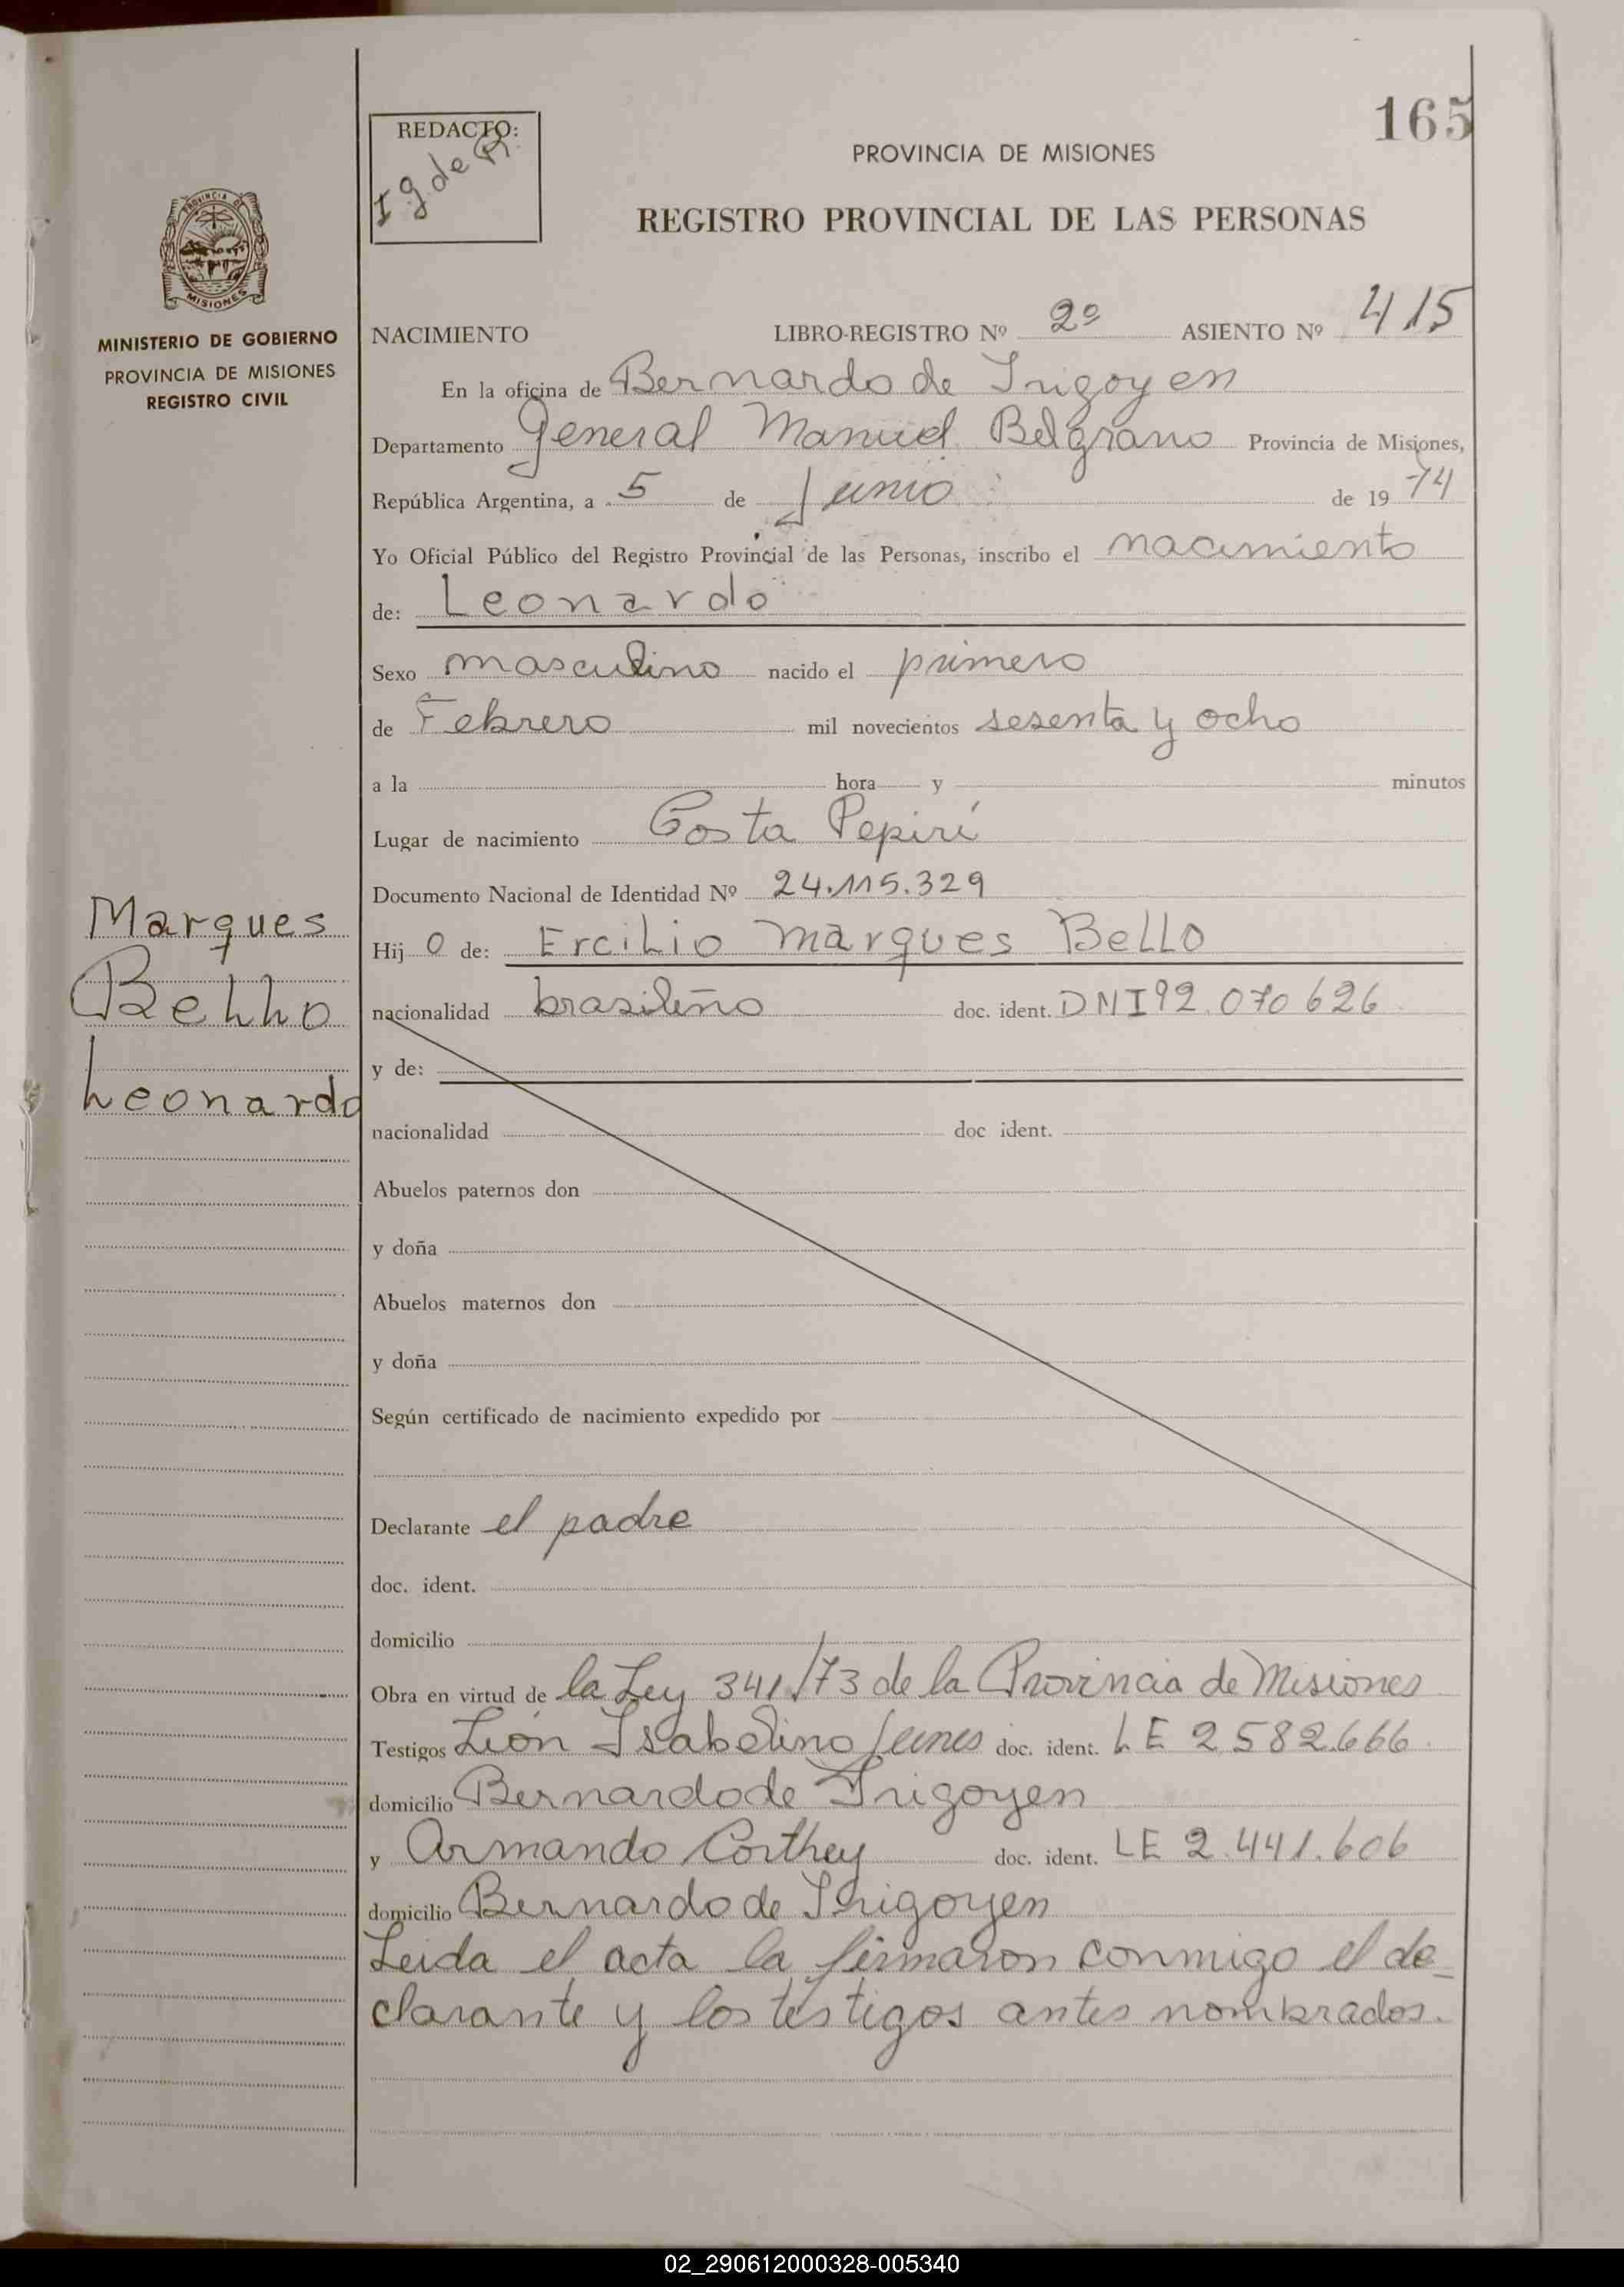 165
REDACTO:
I g de R.
PROVINCIA DE MISIONES
REGISTRO PROVINCIAL DE LAS PERSONAS
PROVINCIA DE
MISIONES
MINISTERIO DE GOBIERNO
PROVINCIA DE MISIONES
REGISTRO CIVIL
NACIMIENTO LIBRO-REGISTRO Nº 2º ASIENTO Nº 415
En la oficina de Bernardo de Irigoyen
Departamento General Manuel Belgrano Provincia de Misiones,
República Argentina, a 5 de Junio de 1974
Yo Oficial Público del Registro Provincial de las Personas, inscribo el nacimiento
de: Leonardo
Sexo masculino nacido el primero
de Febrero mil novecientos sesenta y ocho
a la hora y minutos
Lugar de nacimiento Costa Pepirí
Documento Nacional de Identidad Nº 24.115.329
Marques
Bello
Leonardo
Hijo de: Ercilio Marques Bello
nacionalidad brasileño doc. ident. DNI 92.070626
y de:
nacionalidad doc ident.
Abuelos paternos don
y doña
Abuelos maternos don
y doña
Según certificado de nacimiento expedido por
Declarante el padre
doc. ident.
domicilio
Obra en virtud de la Ley 341/73 de la Provincia de Misiones
Testigos León Isabelino doc. ident. LE 2.582.666
domicilio Bernardo de Irigoyen
y Armando Corthey doc. ident. LE 2.441.606
domicilio Bernardo de Irigoyen
Leida el acta la firmaron conmigo el de_
clarante y los testigos antes nombrados.
02_290612000328-005340